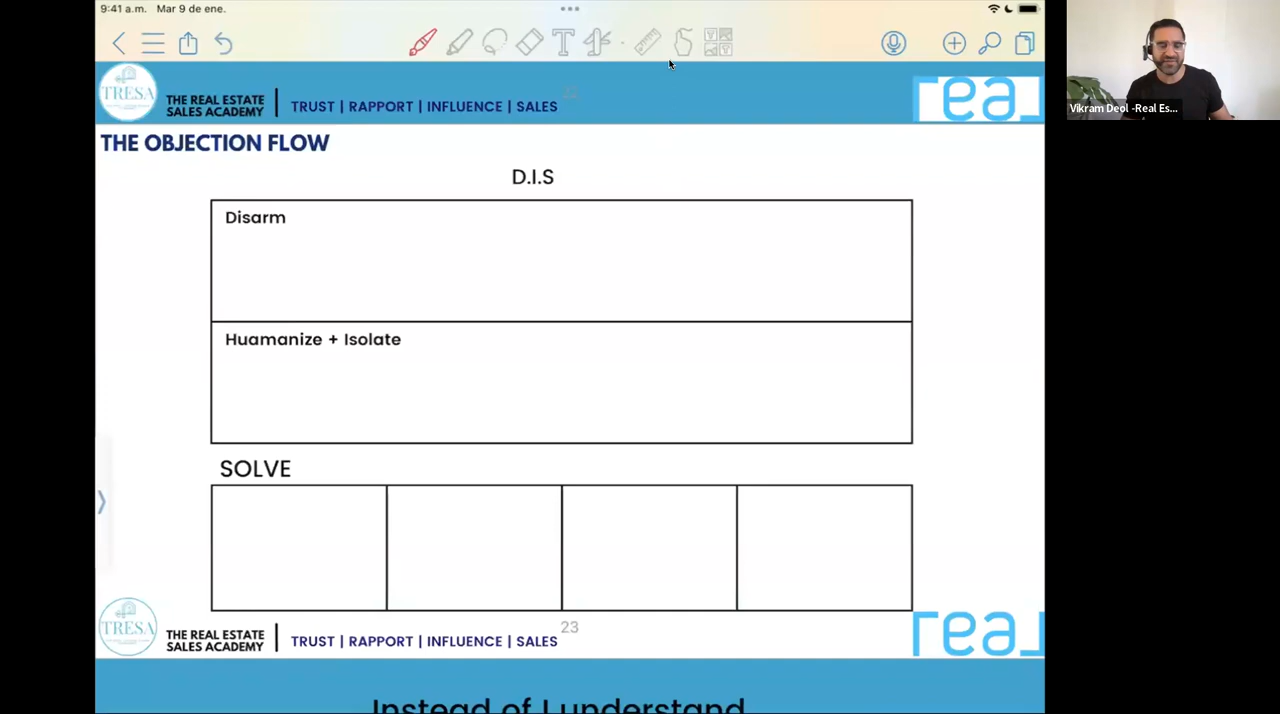 9:41 a.m. Mar 9 de ene.
TRESA
THE REAL ESTATE
SALES ACADEMY
TRUST | RAPPORT | INFLUENCE | SALES
real
Vikram Deol -Real Es...
THE OBJECTION FLOW
D.I.S
Disarm
Huamanize + Isolate
SOLVE
TRESA
THE REAL ESTATE
SALES ACADEMY
TRUST | RAPPORT | INFLUENCE | SALES
23
real
Instead of I understand